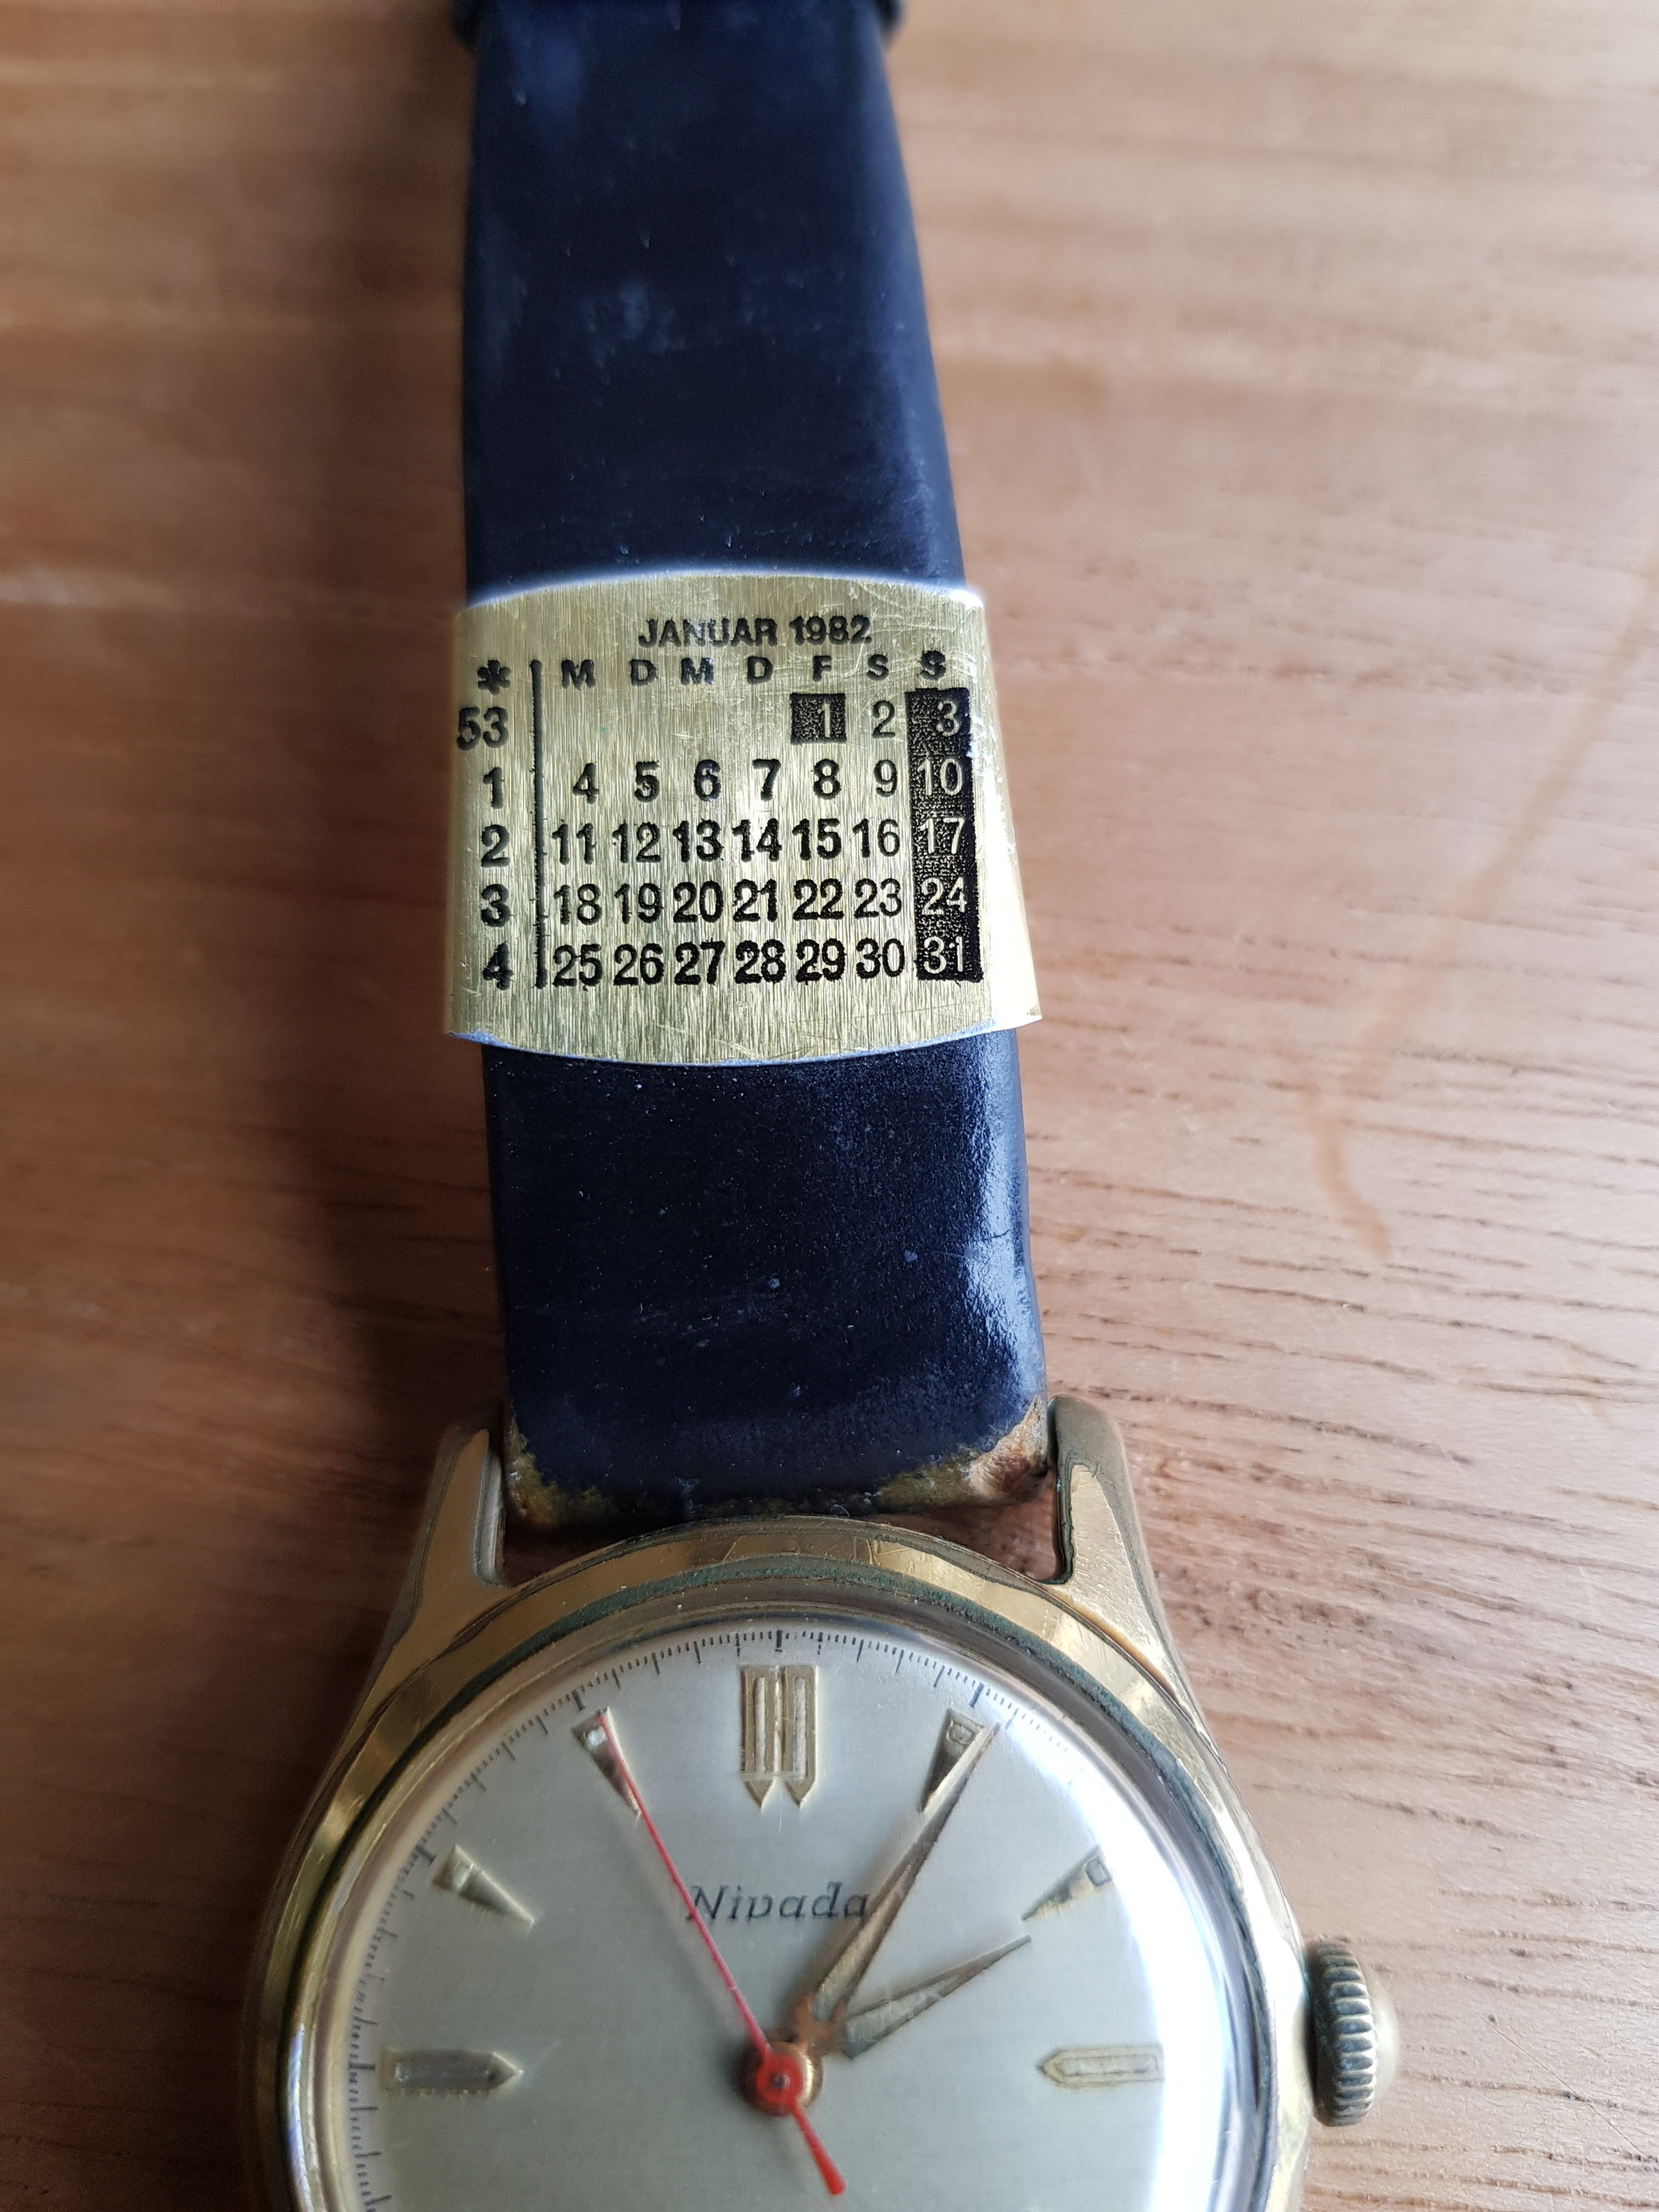 JANUAR 1982
* M D M D F S S
53 1 2 3
1 4 5 6 7 8 9 10
2 11 12 13 14 15 16 17
3 18 19 20 21 22 23 24
4 25 26 27 28 29 30 31
Nivada